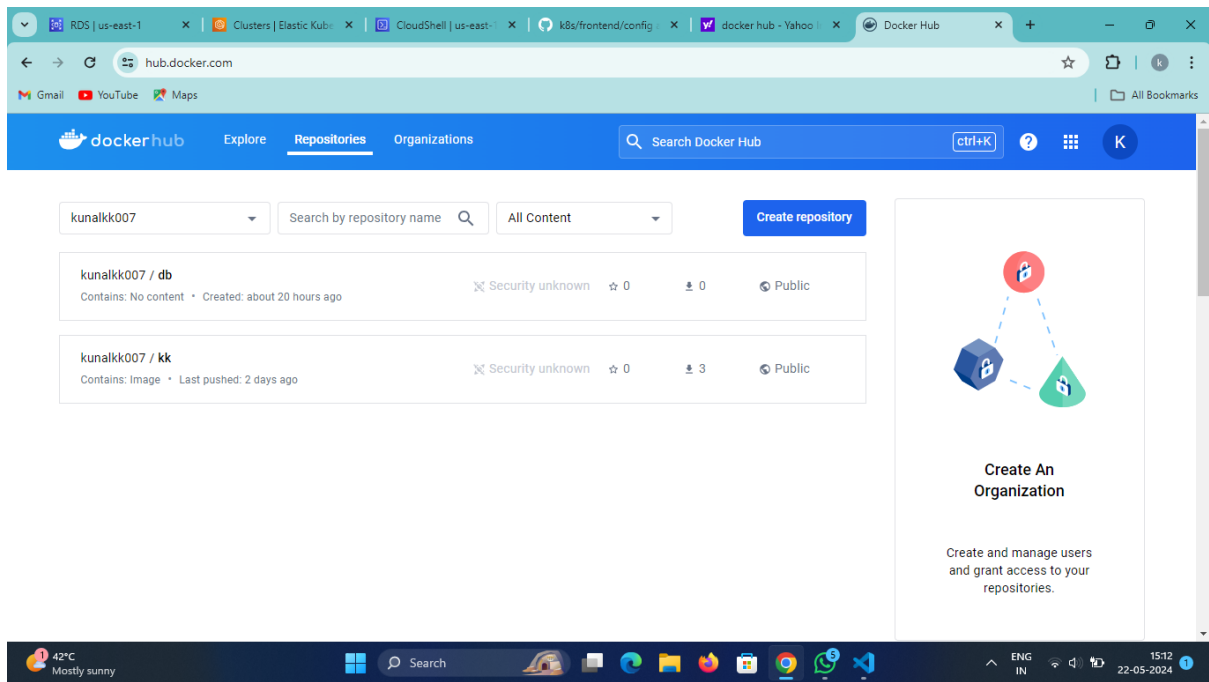 RDS | us-east-1
Clusters | Elastic Kube
CloudShell | us-east-1
k8s/frontend/config
docker hub - Yahoo
Docker Hub
hub.docker.com
k
Gmail YouTube Maps
All Bookmarks
dockerhub Explore Repositories Organizations Search Docker Hub ctrl+K ? K
kunalkk007 Search by repository name All Content Create repository
kunalkk007 / db
Contains: No content • Created: about 20 hours ago
Security unknown 0 0 Public
kunalkk007 / kk
Contains: Image • Last pushed: 2 days ago
Security unknown 0 3 Public
Create An
Organization
Create and manage users
and grant access to your
repositories.
1 42°C
Mostly sunny
Search
5
ENG
IN
15:12
22-05-2024
1